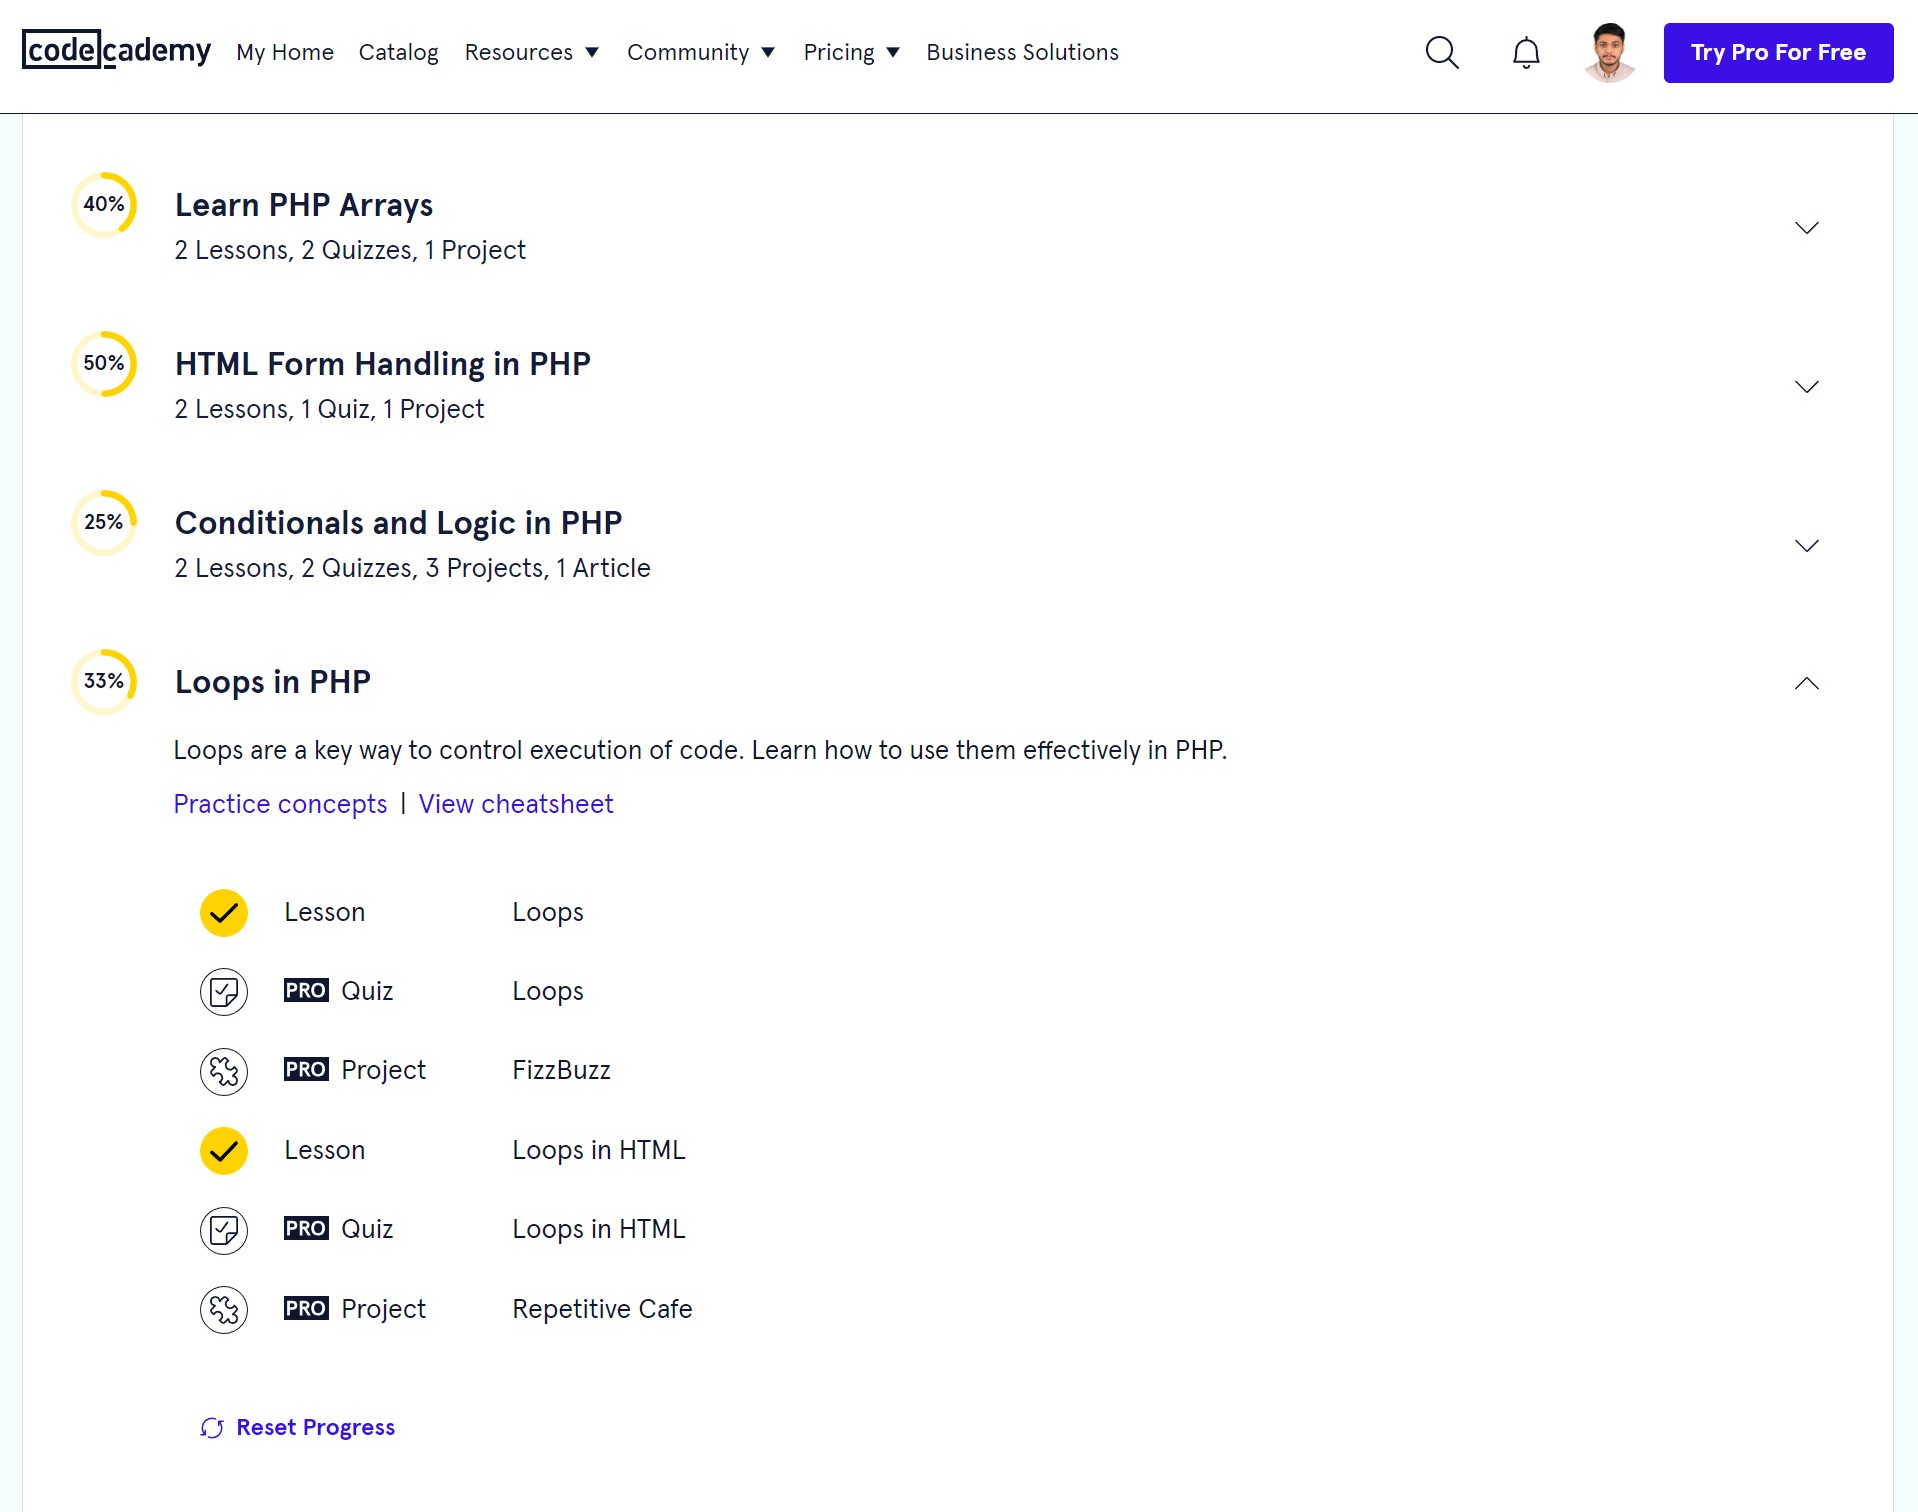 codecademy My Home Catalog Resources Community Pricing Business Solutions Try Pro For Free
40% Learn PHP Arrays
2 Lessons, 2 Quizzes, 1 Project
50% HTML Form Handling in PHP
2 Lessons, 1 Quiz, 1 Project
25% Conditionals and Logic in PHP
2 Lessons, 2 Quizzes, 3 Projects, 1 Article
33% Loops in PHP
Loops are a key way to control execution of code. Learn how to use them effectively in PHP.
Practice concepts | View cheatsheet
Lesson Loops
PRO Quiz Loops
PRO Project FizzBuzz
Lesson Loops in HTML
PRO Quiz Loops in HTML
PRO Project Repetitive Cafe
Reset Progress